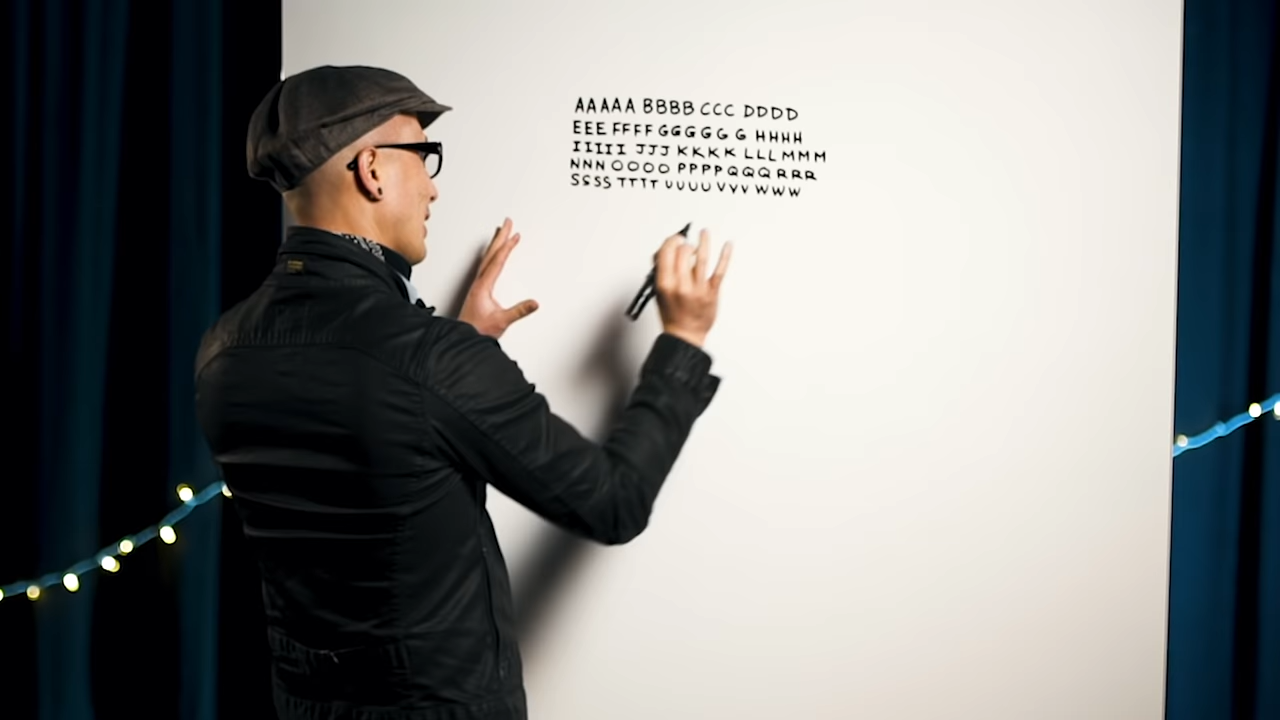 AAAAA BBBB CCC DDDD
EEE FFFF GGGGG G HHHH
IIIII JJJ KKKK LLL MMM
NNN OOOO PPPP QQQ RRR
SSSS TTTT UUUU VVV WWW